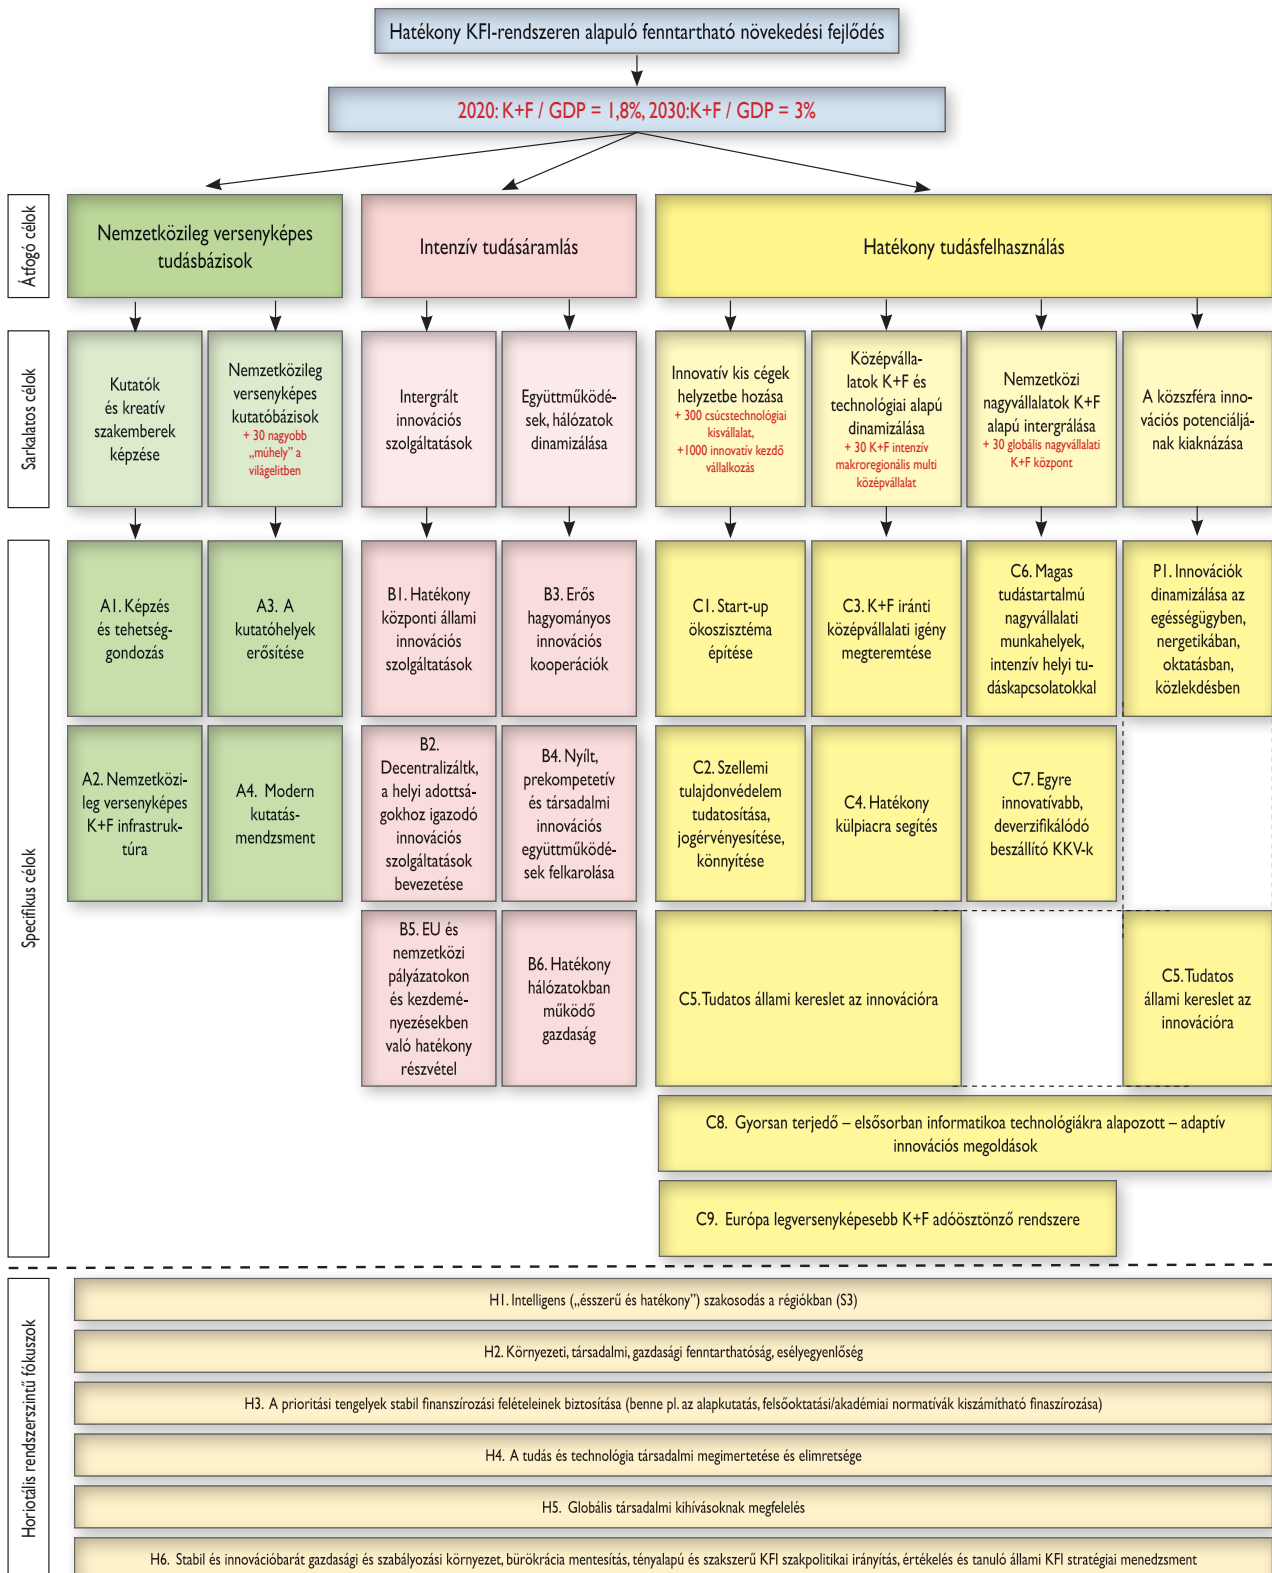 Hatékony KFI-rendszeren alapuló fenntartható növekedési fejlődés
2020: K+F / GDP = 1,8%, 2030:K+F / GDP = 3%
Átfogó célok
Nemzetközileg versenyképes
tudásbázisok
Intenzív tudásáramlás
Hatékony tudásfelhasználás
Sarkalatos célok
Kutatók
és kreatív
szakemberek
képzése
Nemzetközileg
versenyképes
kutatóbázisok
+ 30 nagyobb
„múhely” a
világelitben
Intergrált
innovációs
szolgáltatások
Együttműködé-
sek, hálózatok
dinamizálása
Innovatív kis cégek
helyzetbe hozása
+ 300 csúcstechnológiai
kisvállalat,
+1000 innovatív kezdő
vállalkozás
Középválla-
latok K+F és
technológiai alapú
dinamizálása
+ 30 K+F intenzív
makroregionális multi
középvállalat
Nemzetközi
nagyvállalatok K+F
alapú intergrálása
+ 30 globális nagyvállalati
K+F központ
A közszféra inno-
vációs potenciáljá-
nak kiaknázása
Specifikus célok
A1. Képzés
és tehetség-
gondozás
A3. A
kutatóhelyek
erősítése
B1. Hatékony
központi állami
innovációs
szolgáltatások
B3. Erős
hagyományos
innovációs
kooperációk
C1. Start-up
ökoszisztéma
építése
C3. K+F iránti
középvállalati igény
megteremtése
C6. Magas
tudástartalmú
nagyvállalati
munkahelyek,
intenzív helyi tu-
dáskapcsolatokkal
P1. Innovációk
dinamizálása az
egésségügyben,
nergetikában,
oktatásban,
közlekdésben
A2. Nemzetközi-
leg versenyképes
K+F infrastruk-
túra
A4. Modern
kutatás-
mendzsment
B2.
Decentralizáltk,
a helyi adottsá-
gokhoz igazodó
innovációs
szolgáltatások
bevezetése
B4. Nyílt,
prekompetetív
és társadalmi
innovációs
együttműködé-
sek felkarolása
C2. Szellemi
tulajdonvédelem
tudatosítása,
jogérvényesítése,
könnyítése
C4. Hatékony
külpiacra segítés
C7. Egyre
innovatívabb,
deverzifikálódó
beszállító KKV-k
B5. EU és
nemzetközi
pályázatokon
és kezdemé-
nyezésekben
való hatékony
részvétel
B6. Hatékony
hálózatokban
működő
gazdaság
C5. Tudatos állami kereslet az innovációra
C5. Tudatos
állami kereslet az
innovációra
C8. Gyorsan terjedő – elsősorban informatikoa technológiákra alapozott – adaptív
innovációs megoldások
C9. Európa legversenyképesebb K+F adóösztönző rendszere
Horiotális rendszerszintű fókuszok
H1. Intelligens („ésszerű és hatékony”) szakosodás a régiókban (S3)
H2. Környezeti, társadalmi, gazdasági fenntarthatóság, esélyegyenlőség
H3. A prioritási tengelyek stabil finanszírozási felételeinek biztosítása (benne pl. az alapkutatás, felsőoktatási/akadémiai normatívák kiszámítható finaszírozása)
H4. A tudás és technológia társadalmi megimertetése és elimretsége
H5. Globális társadalmi kihívásoknak megfelelés
H6. Stabil és innovációbarát gazdasági és szabályozási környezet, bürökrácia mentesítés, tényalapú és szakszerű KFI szakpolitikai irányítás, értékelés és tanuló állami KFI stratégiai menedzsment